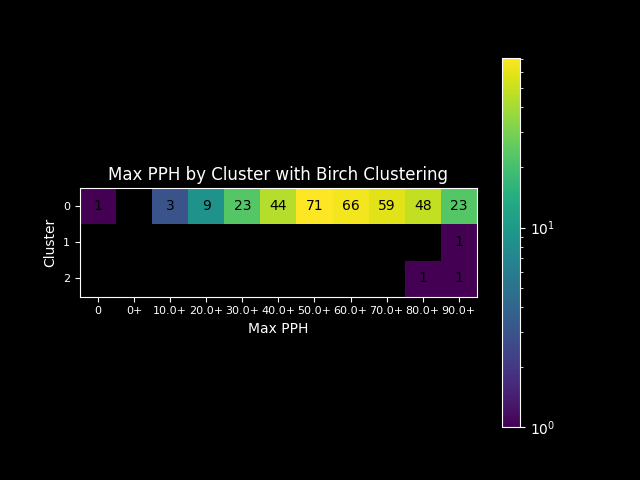 Max PPH by Cluster with Birch Clustering
0 1 3 9 23 44 71 66 59 48 23
1 1
2 1 1
Cluster
0 0+ 10.0+ 20.0+ 30.0+ 40.0+ 50.0+ 60.0+ 70.0+ 80.0+ 90.0+
Max PPH
10¹
10⁰